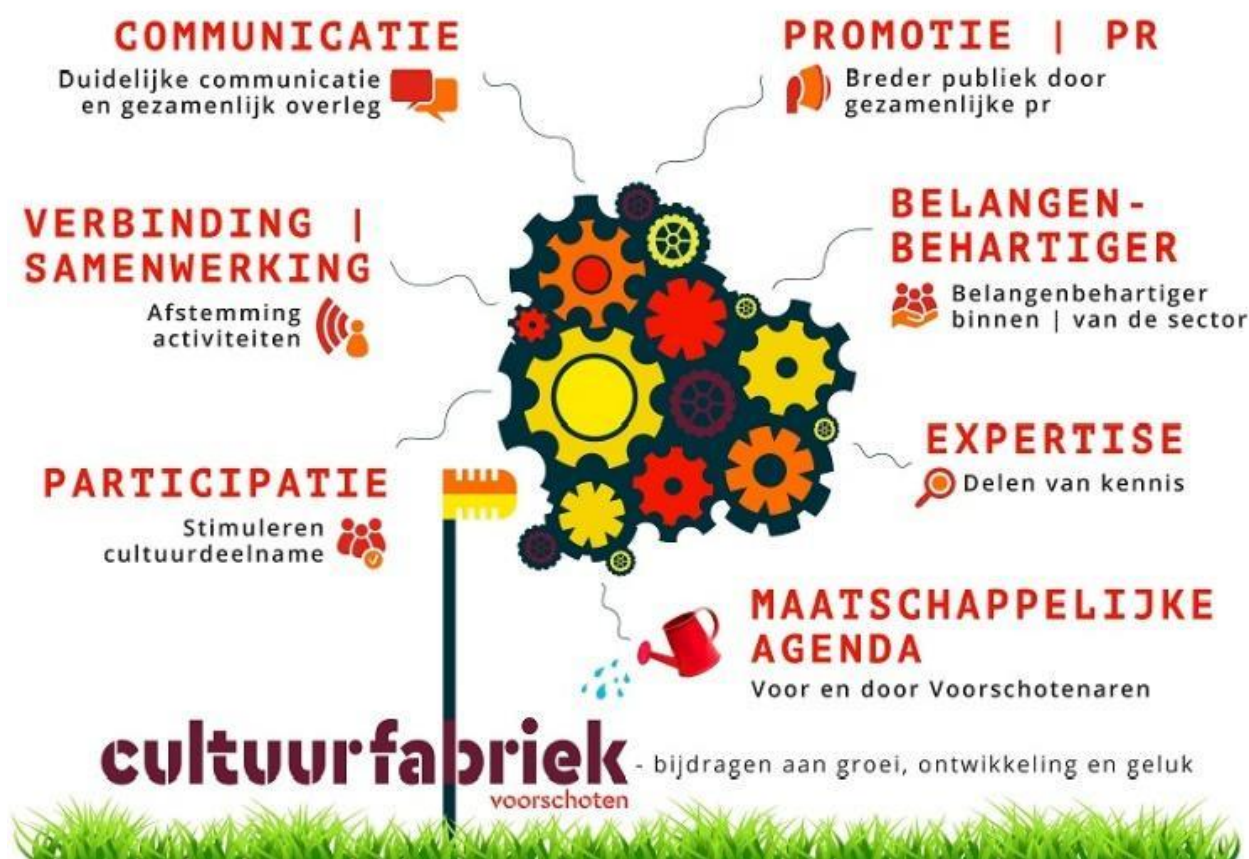 COMMUNICATIE
Duidelijke communicatie
en gezamenlijk overleg
PROMOTIE | PR
Breder publiek door
gezamenlijke pr
VERBINDING |
SAMENWERKING
Afstemming
activiteiten
BELANGEN-
BEHARTIGER
Belangenbehartiger
binnen | van de sector
PARTICIPATIE
Stimuleren
cultuurdeelname
EXPERTISE
Delen van kennis
MAATSCHAPPELIJKE
AGENDA
Voor en door Voorschotenaren
cultuurfabriek - bijdragen aan groei, ontwikkeling en geluk
voorschoten